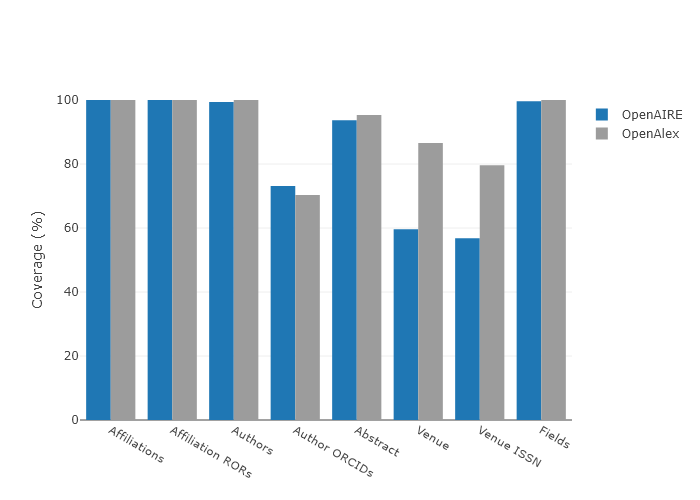 OpenAIRE
OpenAlex
Coverage (%)
100
80
60
40
20
0
Affiliations
Affiliation RORs
Authors
Author ORCIDs
Abstract
Venue
Venue ISSN
Fields